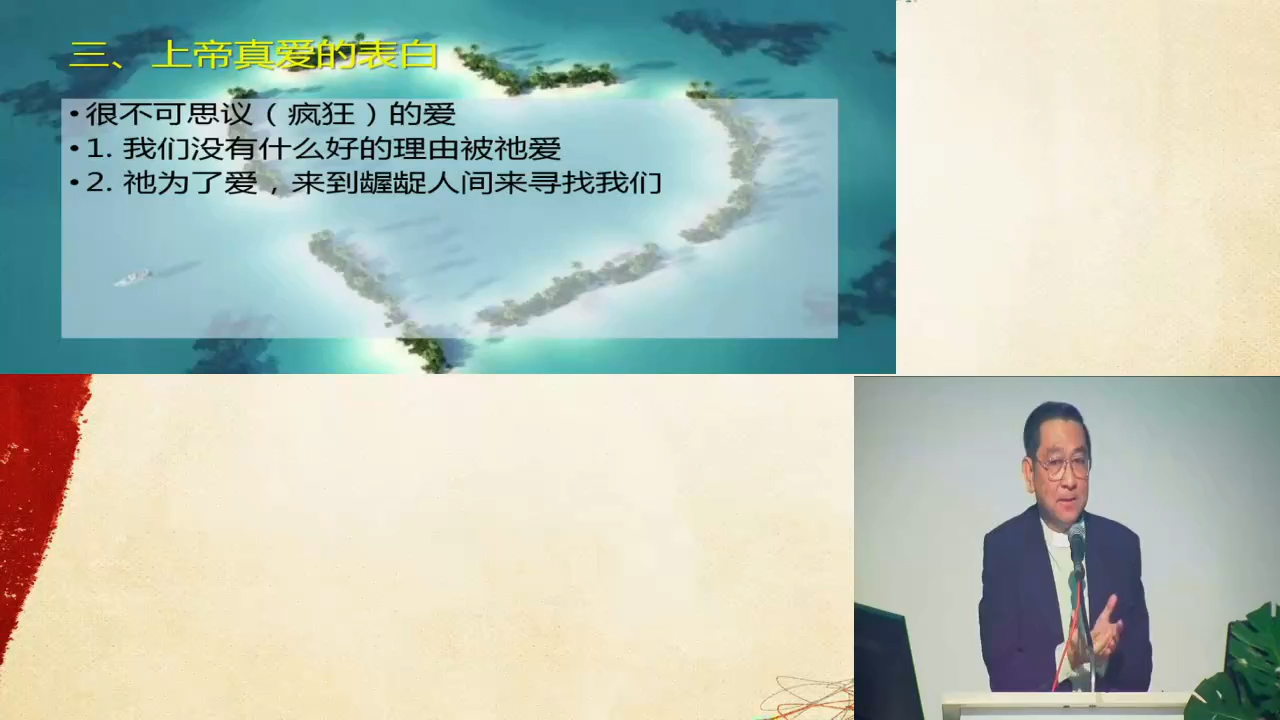 三、上帝真爱的表白
•很不可思议（疯狂）的爱
•1. 我们没有什么好的理由被祂爱
•2. 祂为了爱，来到龌龊人间来寻找我们